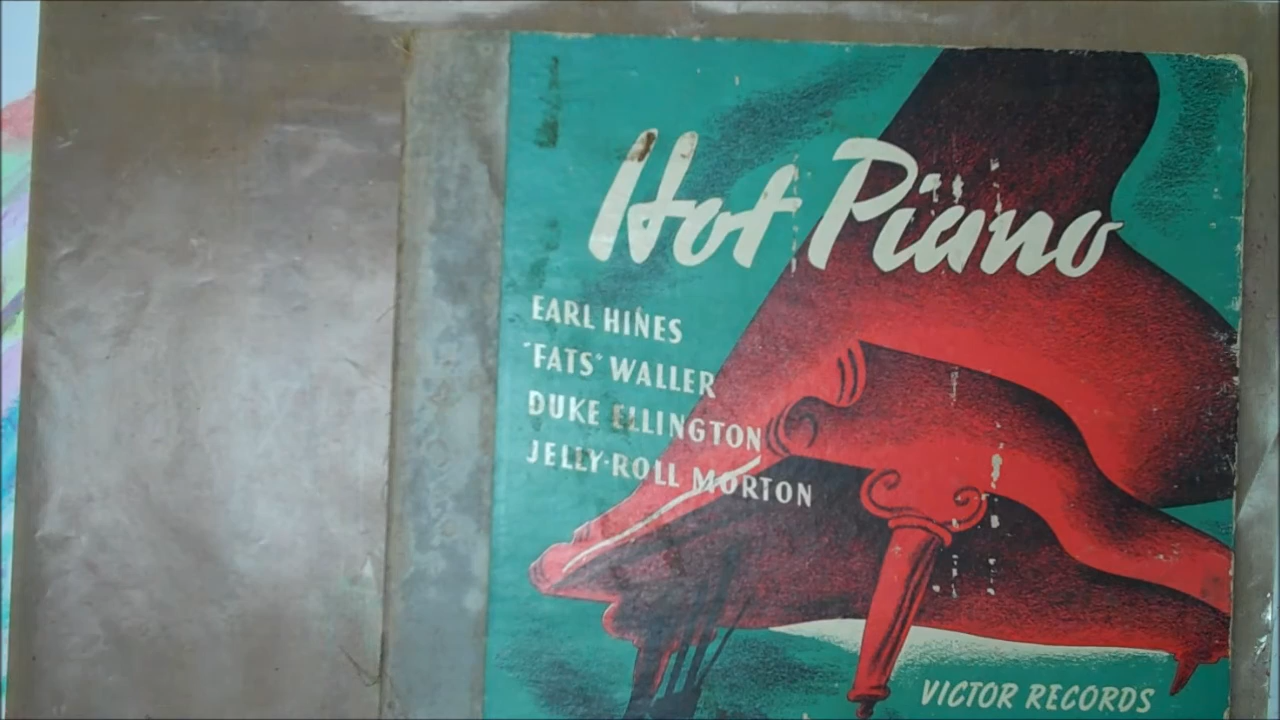 Hot Piano
EARL HINES
"FATS" WALLER
DUKE ELLINGTON
JELLY-ROLL MORTON
VICTOR RECORDS